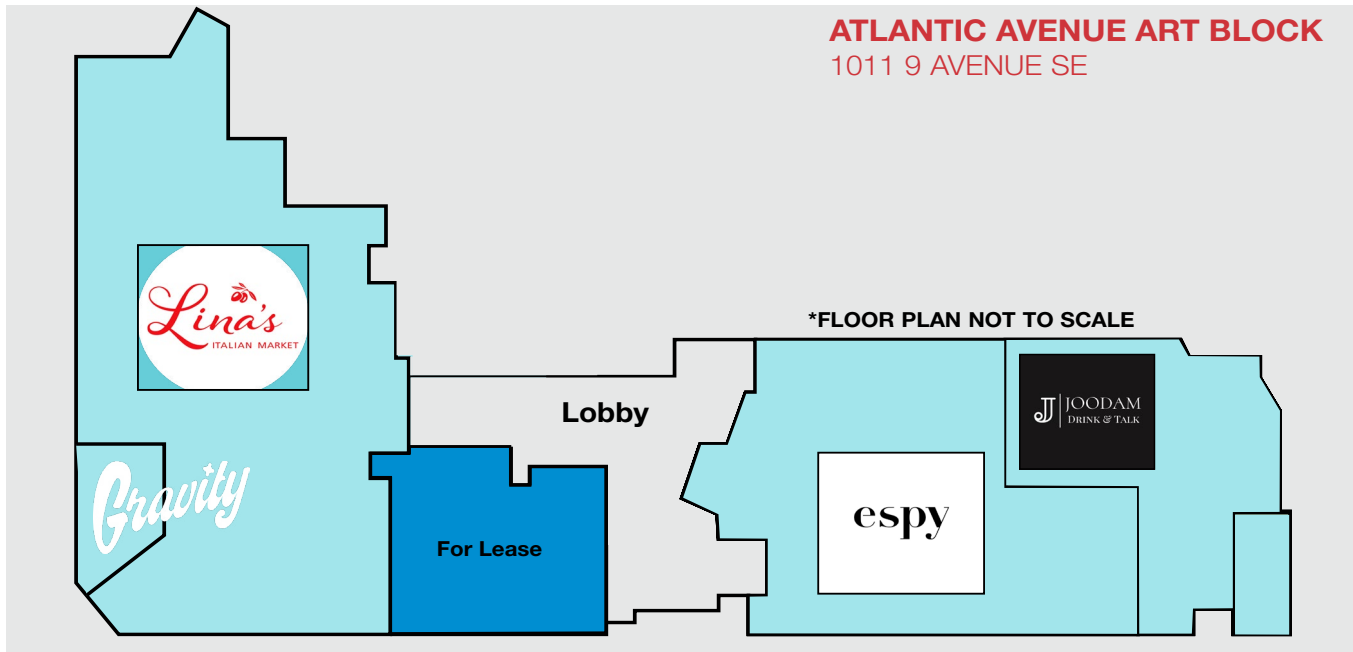 ATLANTIC AVENUE ART BLOCK
1011 9 AVENUE SE
Lina's
ITALIAN MARKET
*FLOOR PLAN NOT TO SCALE
JJ JOODAM
DRINK & TALK
Lobby
Gravity
espy
For Lease